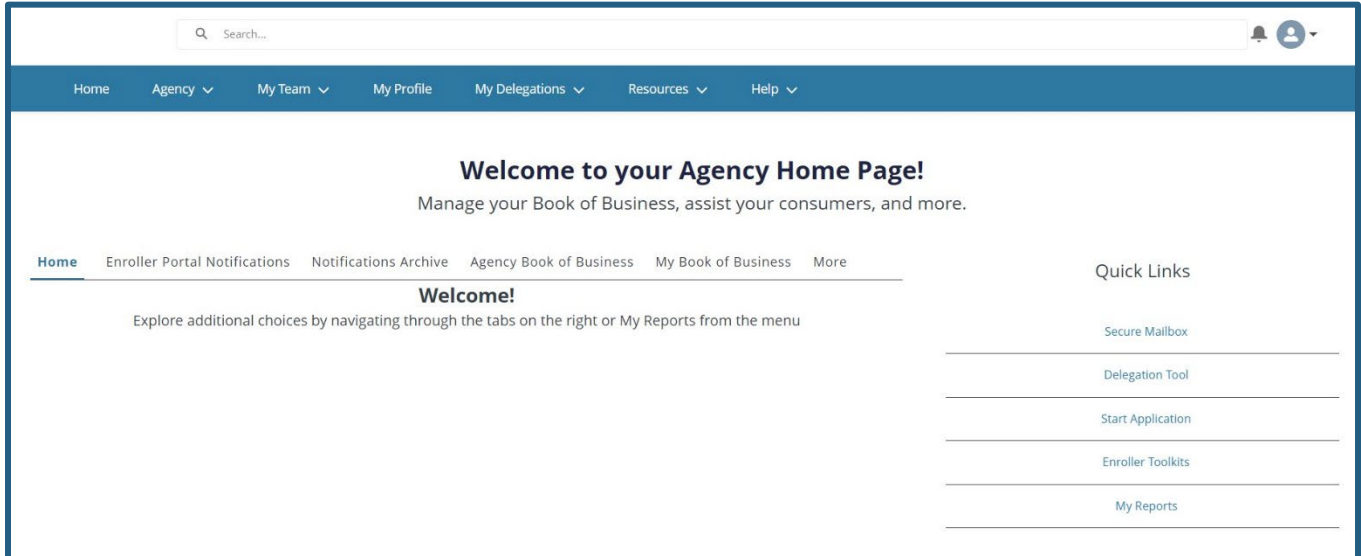 Search...
Home Agency My Team My Profile My Delegations Resources Help
Welcome to your Agency Home Page!
Manage your Book of Business, assist your consumers, and more.
Home Enroller Portal Notifications Notifications Archive Agency Book of Business My Book of Business More
Welcome!
Explore additional choices by navigating through the tabs on the right or My Reports from the menu
Quick Links
Secure Mailbox
Delegation Tool
Start Application
Enroller Toolkits
My Reports